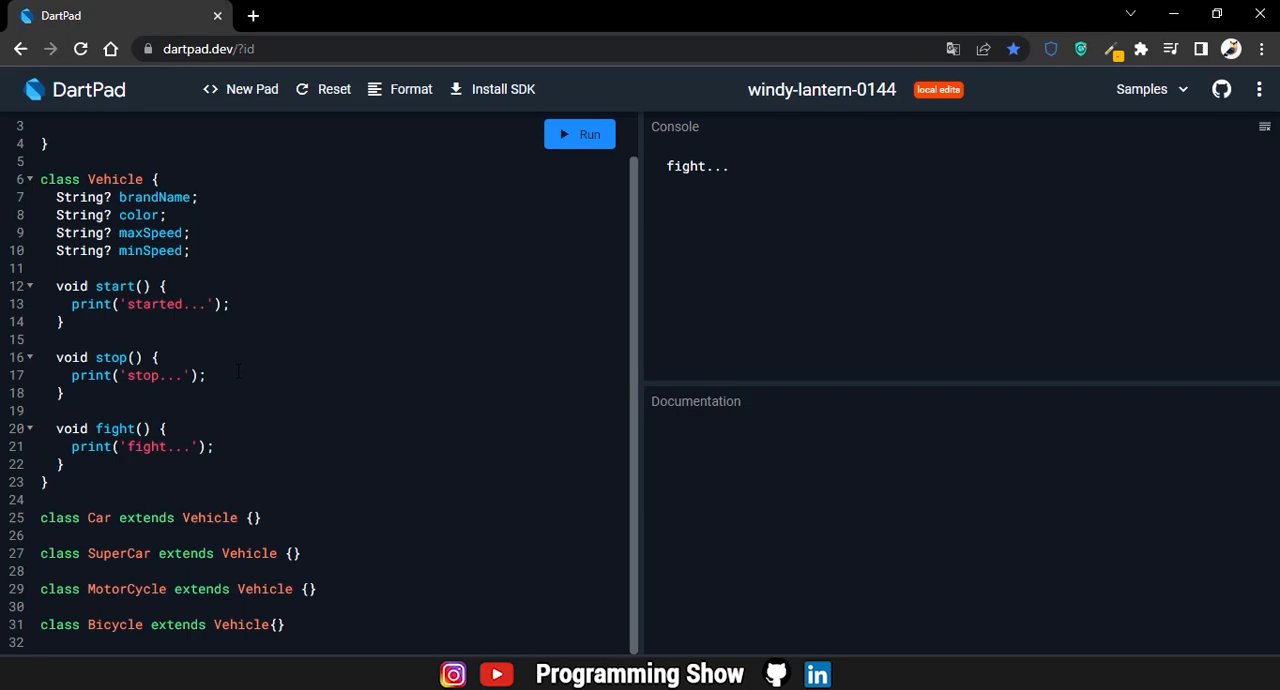 DartPad
dartpad.dev/?id
DartPad
<> New Pad
Reset
Format
Install SDK
windy-lantern-0144
local edits
Samples
3
4 }
5
6 class Vehicle {
7 String? brandName;
8 String? color;
9 String? maxSpeed;
10 String? minSpeed;
11
12 void start() {
13 print('started...');
14 }
15
16 void stop() {
17 print('stop...');
18 }
19
20 void fight() {
21 print('fight...');
22 }
23 }
24
25 class Car extends Vehicle {}
26
27 class SuperCar extends Vehicle {}
28
29 class MotorCycle extends Vehicle {}
30
31 class Bicycle extends Vehicle{}
32
Run
Console
fight...
Documentation
Programming Show
in